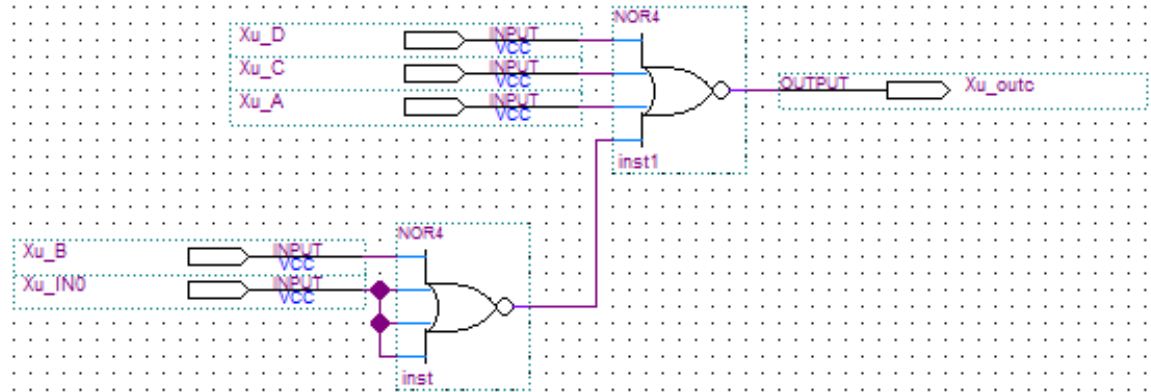 NOR4
Xu_D INPUT
VCC
Xu_C INPUT
VCC
Xu_A INPUT
VCC
OUTPUT Xu_outc
inst1
NOR4
Xu_B INPUT
VCC
Xu_IN0 INPUT
VCC
inst